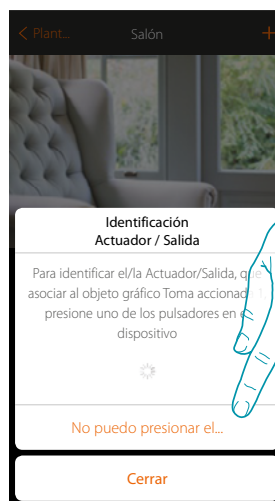 < Plant... Salón +
Identificación
Actuador / Salida
Para identificar el/la Actuador/Salida, que
asociar al objeto gráfico Toma accionad
presione uno de los pulsadores en el
dispositivo
No puedo presionar el...
Cerrar